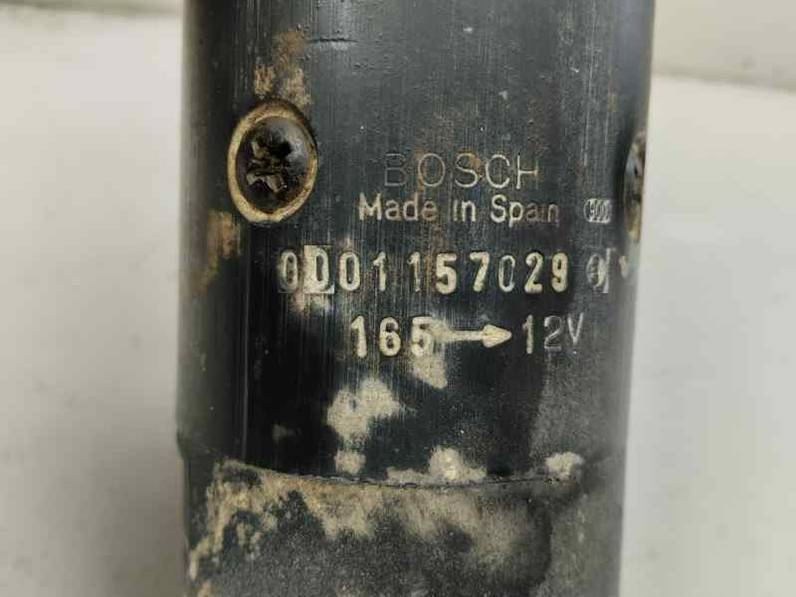 BOSCH
Made in Spain
0001157029
165→12V